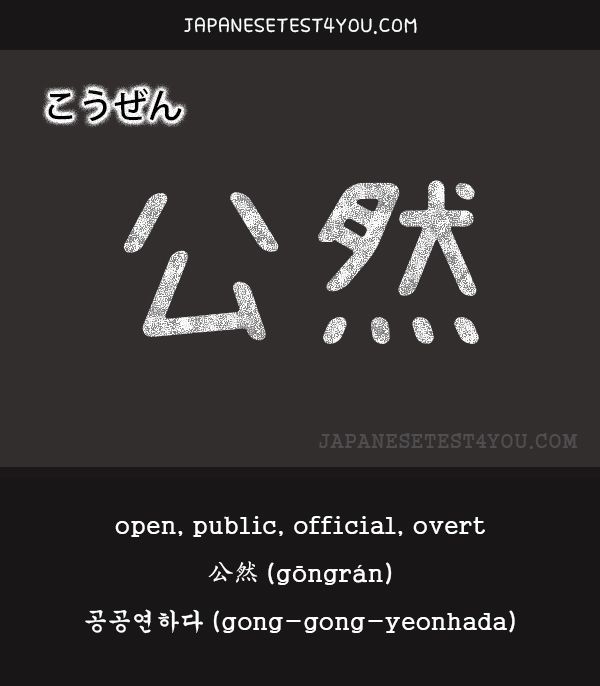 JAPANESETEST4YOU.COM
こうぜん
公然
JAPANESETEST4YOU.COM
open, public, official, overt
公然 (gōngrán)
공공연하다 (gong-gong-yeonhada)